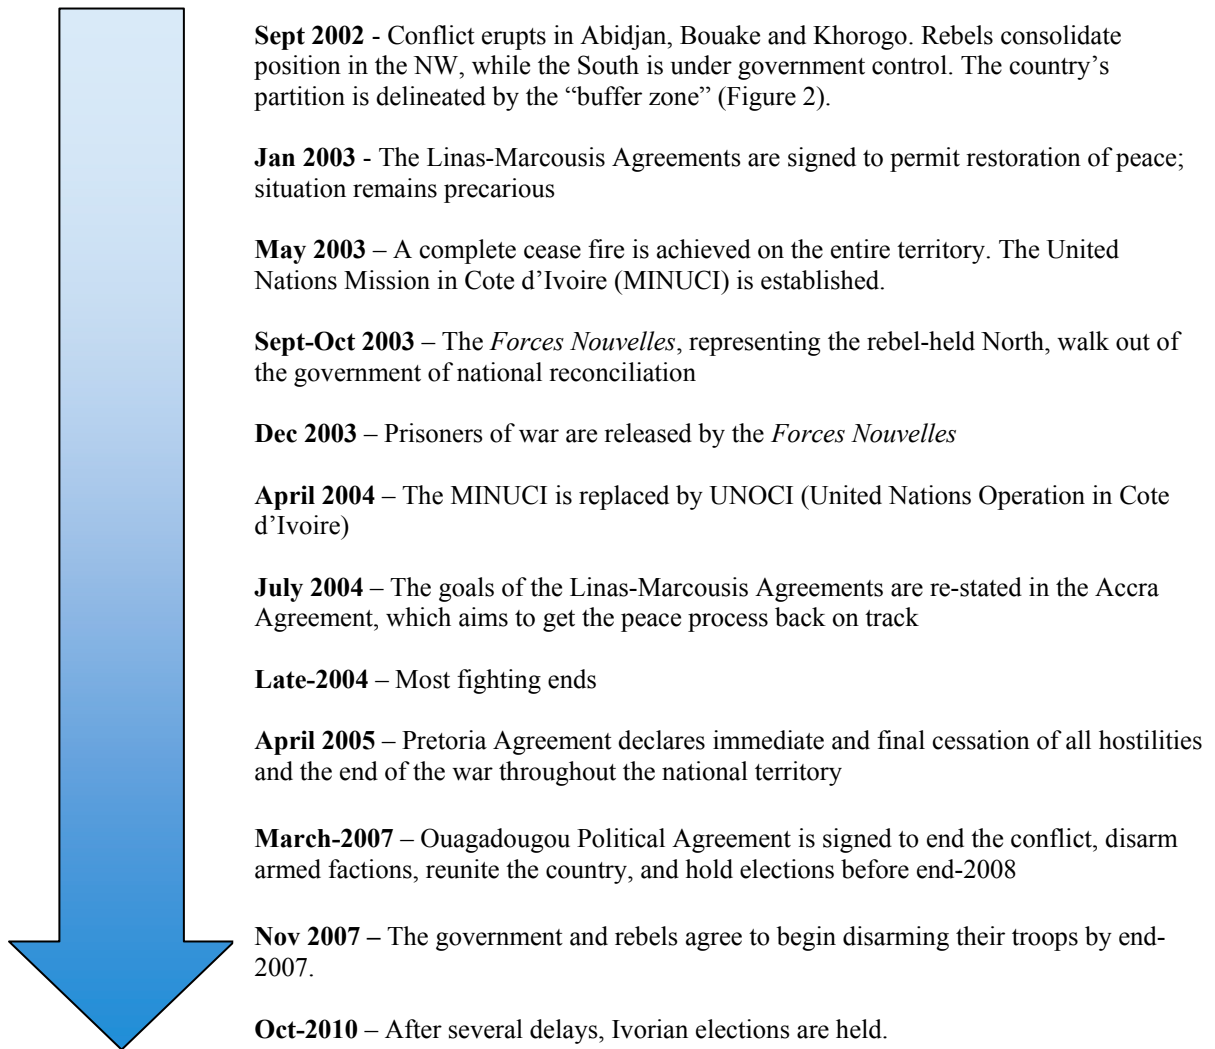 Sept 2002 - Conflict erupts in Abidjan, Bouake and Khorogo. Rebels consolidate
position in the NW, while the South is under government control. The country’s
partition is delineated by the “buffer zone” (Figure 2).
Jan 2003 - The Linas-Marcousis Agreements are signed to permit restoration of peace;
situation remains precarious
May 2003 – A complete cease fire is achieved on the entire territory. The United
Nations Mission in Cote d’Ivoire (MINUCI) is established.
Sept-Oct 2003 – The Forces Nouvelles, representing the rebel-held North, walk out of
the government of national reconciliation
Dec 2003 – Prisoners of war are released by the Forces Nouvelles
April 2004 – The MINUCI is replaced by UNOCI (United Nations Operation in Cote
d’Ivoire)
July 2004 – The goals of the Linas-Marcousis Agreements are re-stated in the Accra
Agreement, which aims to get the peace process back on track
Late-2004 – Most fighting ends
April 2005 – Pretoria Agreement declares immediate and final cessation of all hostilities
and the end of the war throughout the national territory
March-2007 – Ouagadougou Political Agreement is signed to end the conflict, disarm
armed factions, reunite the country, and hold elections before end-2008
Nov 2007 – The government and rebels agree to begin disarming their troops by end-
2007.
Oct-2010 – After several delays, Ivorian elections are held.